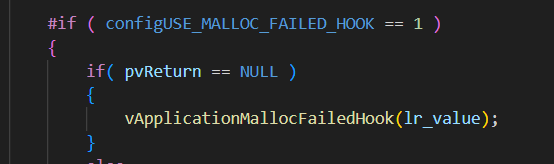 #if ( configUSE_MALLOC_FAILED_HOOK == 1 )
{
if( pvReturn == NULL )
{
vApplicationMallocFailedHook(lr_value);
}